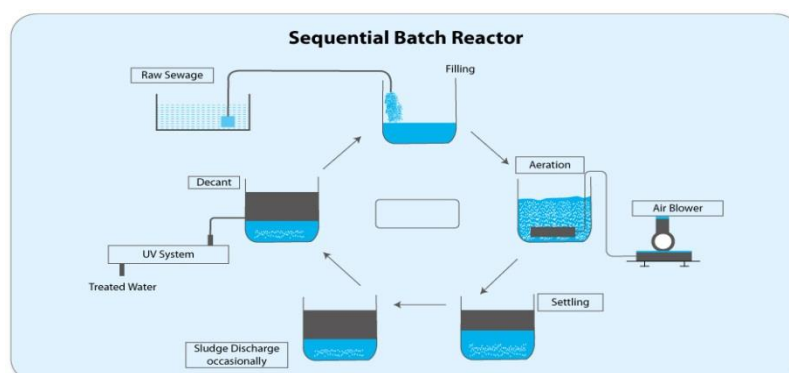 Sequential Batch Reactor
Raw Sewage
Filling
Aeration
Decant
Air Blower
UV System
Treated Water
Settling
Sludge Discharge
occasionally